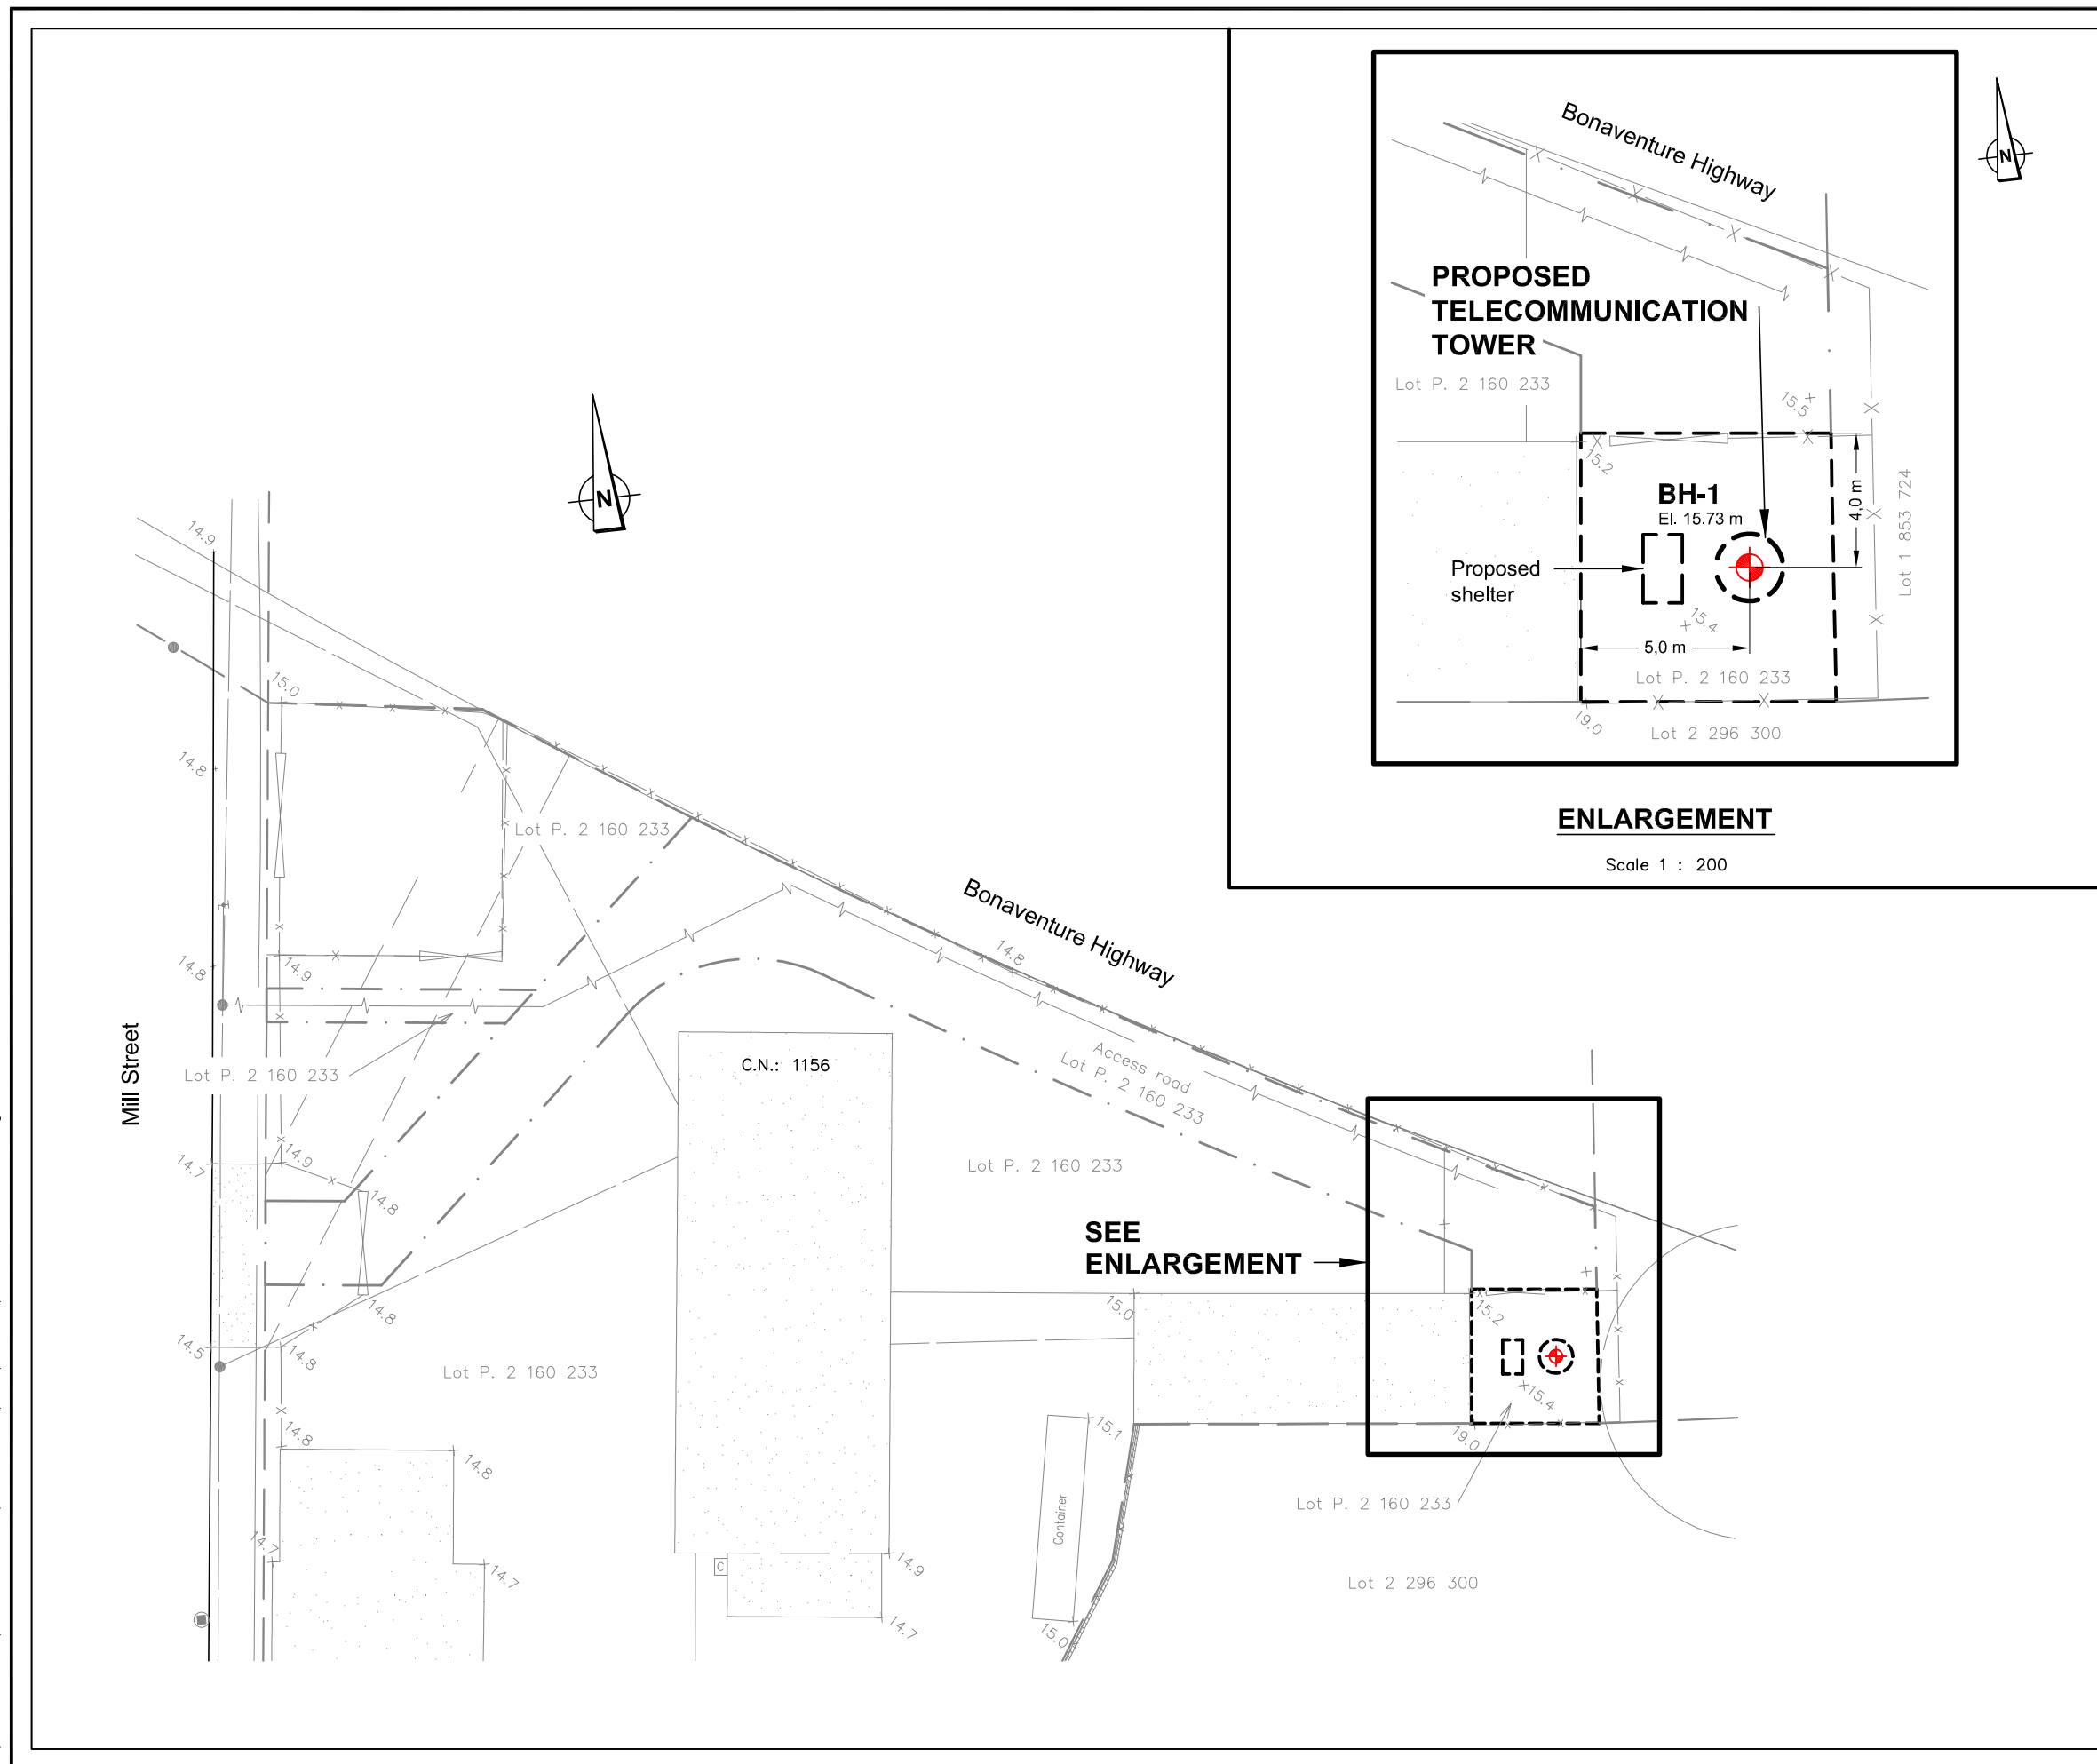 Bonaventure Highway
N
PROPOSED
TELECOMMUNICATION
TOWER
Lot P. 2 160 233
15.5
15.2
BH-1
El. 15.73 m
4,0 m
Lot 1 853 724
Proposed
shelter
15.4
5,0 m
Lot P. 2 160 233
19.0
Lot 2 296 300
ENLARGEMENT
Scale 1 : 200
N
14.9
15.0
14.8
Lot P. 2 160 233
Bonaventure Highway
14.8
14.8
14.9
Mill Street
Lot P. 2 160 233
C.N.: 1156
Access road
Lot P. 2 160 233
14.7
14.9
14.8
Lot P. 2 160 233
SEE
ENLARGEMENT
14.8
15.0
15.2
14.5
14.8
Lot P. 2 160 233
15.4
14.8
14.8
15.1
19.0
Container
Lot P. 2 160 233
14.7
14.7
C
14.9
Lot 2 296 300
14.7
15.0